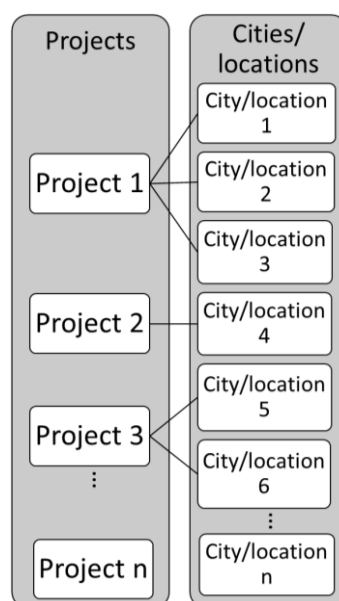 Projects
Project 1
Project 2
Project 3
...
Project n
Cities/
locations
City/location
1
City/location
2
City/location
3
City/location
4
City/location
5
City/location
6
...
City/location
n